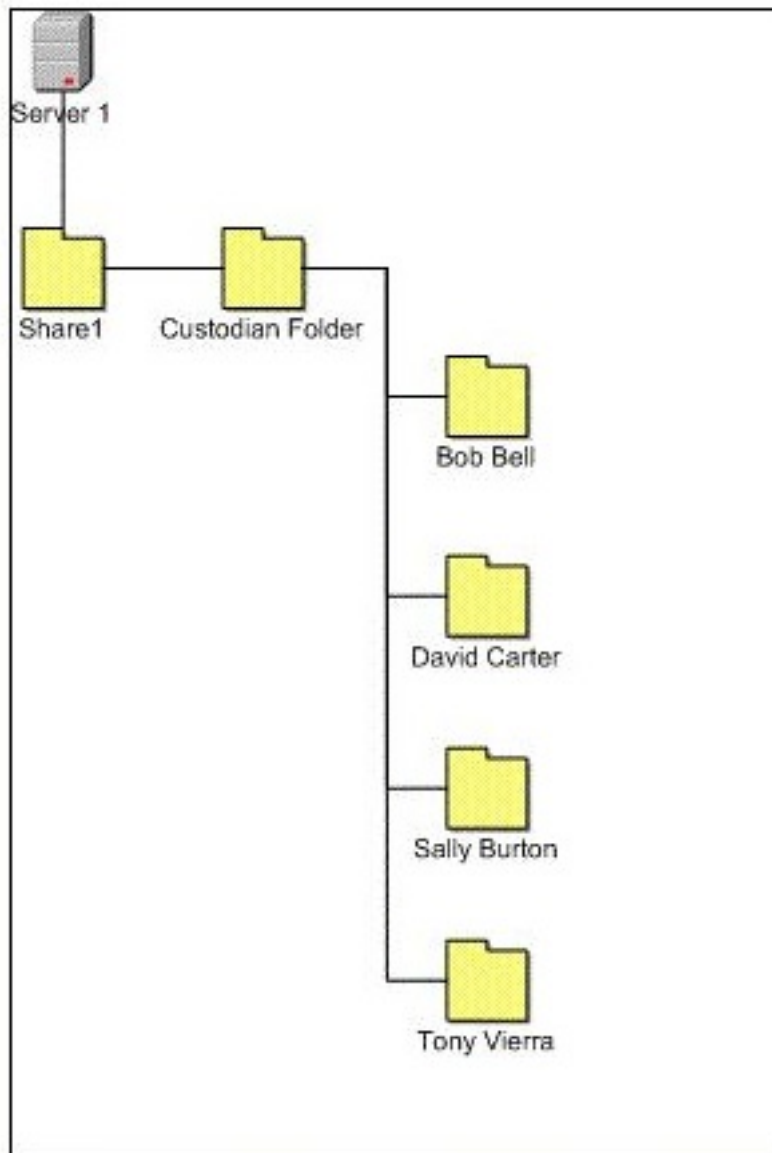 Server 1
Share1
Custodian Folder
Bob Bell
David Carter
Sally Burton
Tony Vierra